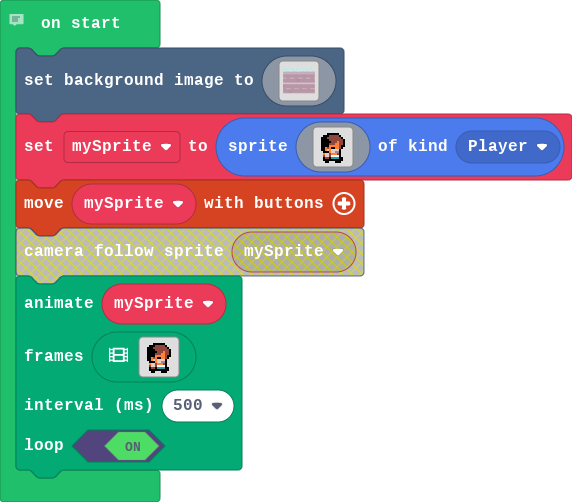 on start
set background image to
set mySprite to sprite of kind Player
move mySprite with buttons
camera follow sprite mySprite
animate mySprite
frames
interval (ms) 500
loop ON